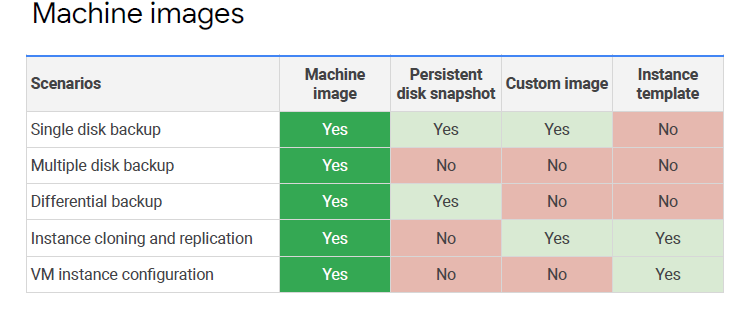 Machine images
Scenarios Machine image Persistent disk snapshot Custom image Instance template
Single disk backup Yes Yes Yes No
Multiple disk backup Yes No No No
Differential backup Yes Yes No No
Instance cloning and replication Yes No Yes Yes
VM instance configuration Yes No No Yes